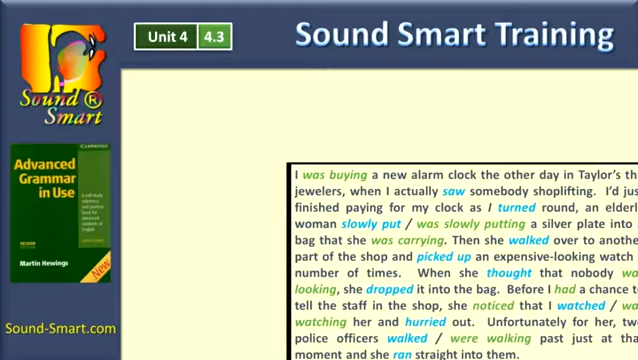 Unit 4 4.3
Sound Smart Training
Sound ® Smart
CAMBRIDGE
Advanced
Grammar
in Use
SECOND EDITION
Martin Hewings
New
Sound-Smart.com
I was buying a new alarm clock the other day in Taylor's th
jewelers, when I actually saw somebody shoplifting. I'd jus
finished paying for my clock as I turned round, an elderl
woman slowly put / was slowly putting a silver plate into
bag that she was carrying. Then she walked over to anothe
part of the shop and picked up an expensive-looking watch
number of times. When she thought that nobody wa
looking, she dropped it into the bag. Before I had a chance t
tell the staff in the shop, she noticed that I watched / wa
watching her and hurried out. Unfortunately for her, tw
police officers walked / were walking past just at tha
moment and she ran straight into them.